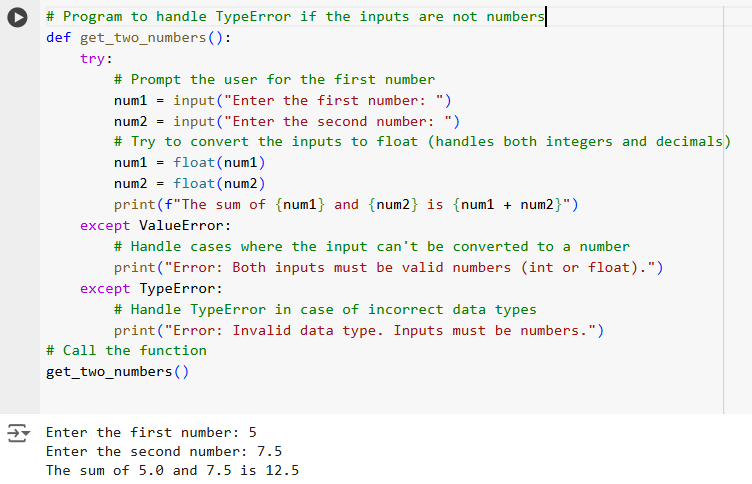 # Program to handle TypeError if the inputs are not numbers
def get_two_numbers():
    try:
        # Prompt the user for the first number
        num1 = input("Enter the first number: ")
        num2 = input("Enter the second number: ")
        # Try to convert the inputs to float (handles both integers and decimals)
        num1 = float(num1)
        num2 = float(num2)
        print(f"The sum of {num1} and {num2} is {num1 + num2}")
    except ValueError:
        # Handle cases where the input can't be converted to a number
        print("Error: Both inputs must be valid numbers (int or float).")
    except TypeError:
        # Handle TypeError in case of incorrect data types
        print("Error: Invalid data type. Inputs must be numbers.")
# Call the function
get_two_numbers()
Enter the first number: 5
Enter the second number: 7.5
The sum of 5.0 and 7.5 is 12.5